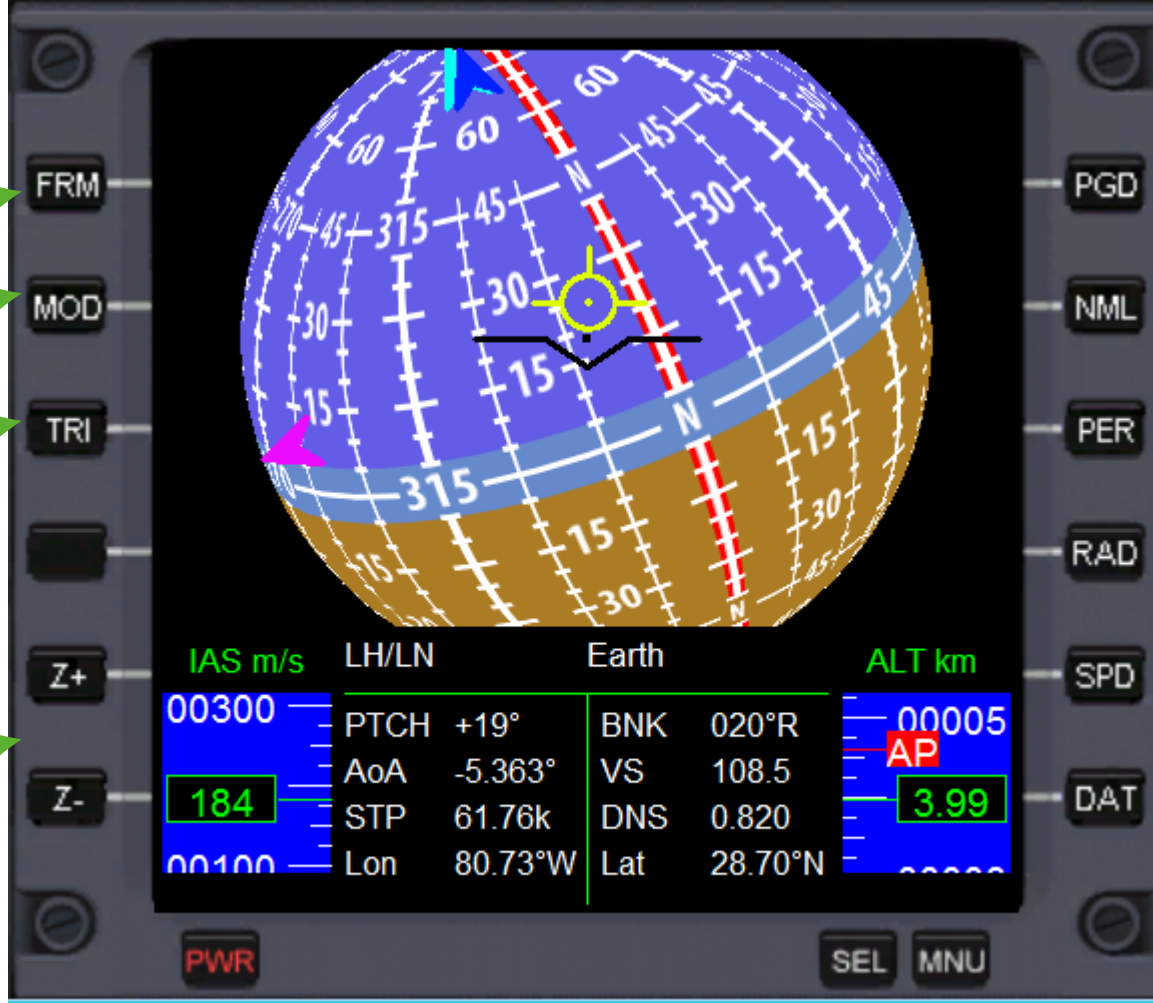 60
45
60
60
45
FRM
N
PGD
30
45
315
45
270
15
MOD
30
30
45
NML
15
15
TRI
N
15
PER
315
15
30
15
RAD
45
30
N
Z+
IAS m/s
LH/LN
Earth
ALT km
SPD
00300
PTCH +19° BNK 020°R
00005
AP
AoA -5.363° VS 108.5
Z-
184
STP 61.76k DNS 0.820
3.99
DAT
00100
Lon 80.73°W Lat 28.70°N
PWR
SEL
MNU